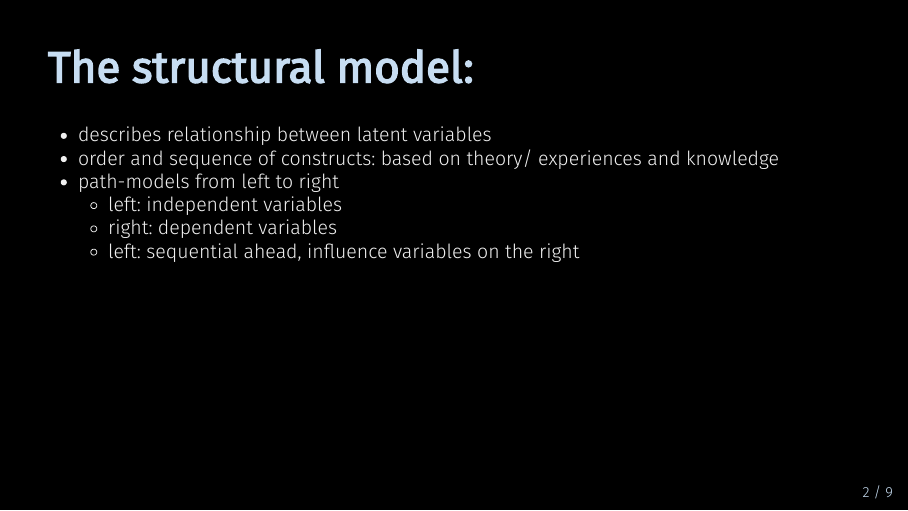 The structural model:
• describes relationship between latent variables
• order and sequence of constructs: based on theory/ experiences and knowledge
• path-models from left to right
◦ left: independent variables
◦ right: dependent variables
◦ left: sequential ahead, influence variables on the right
2 / 9